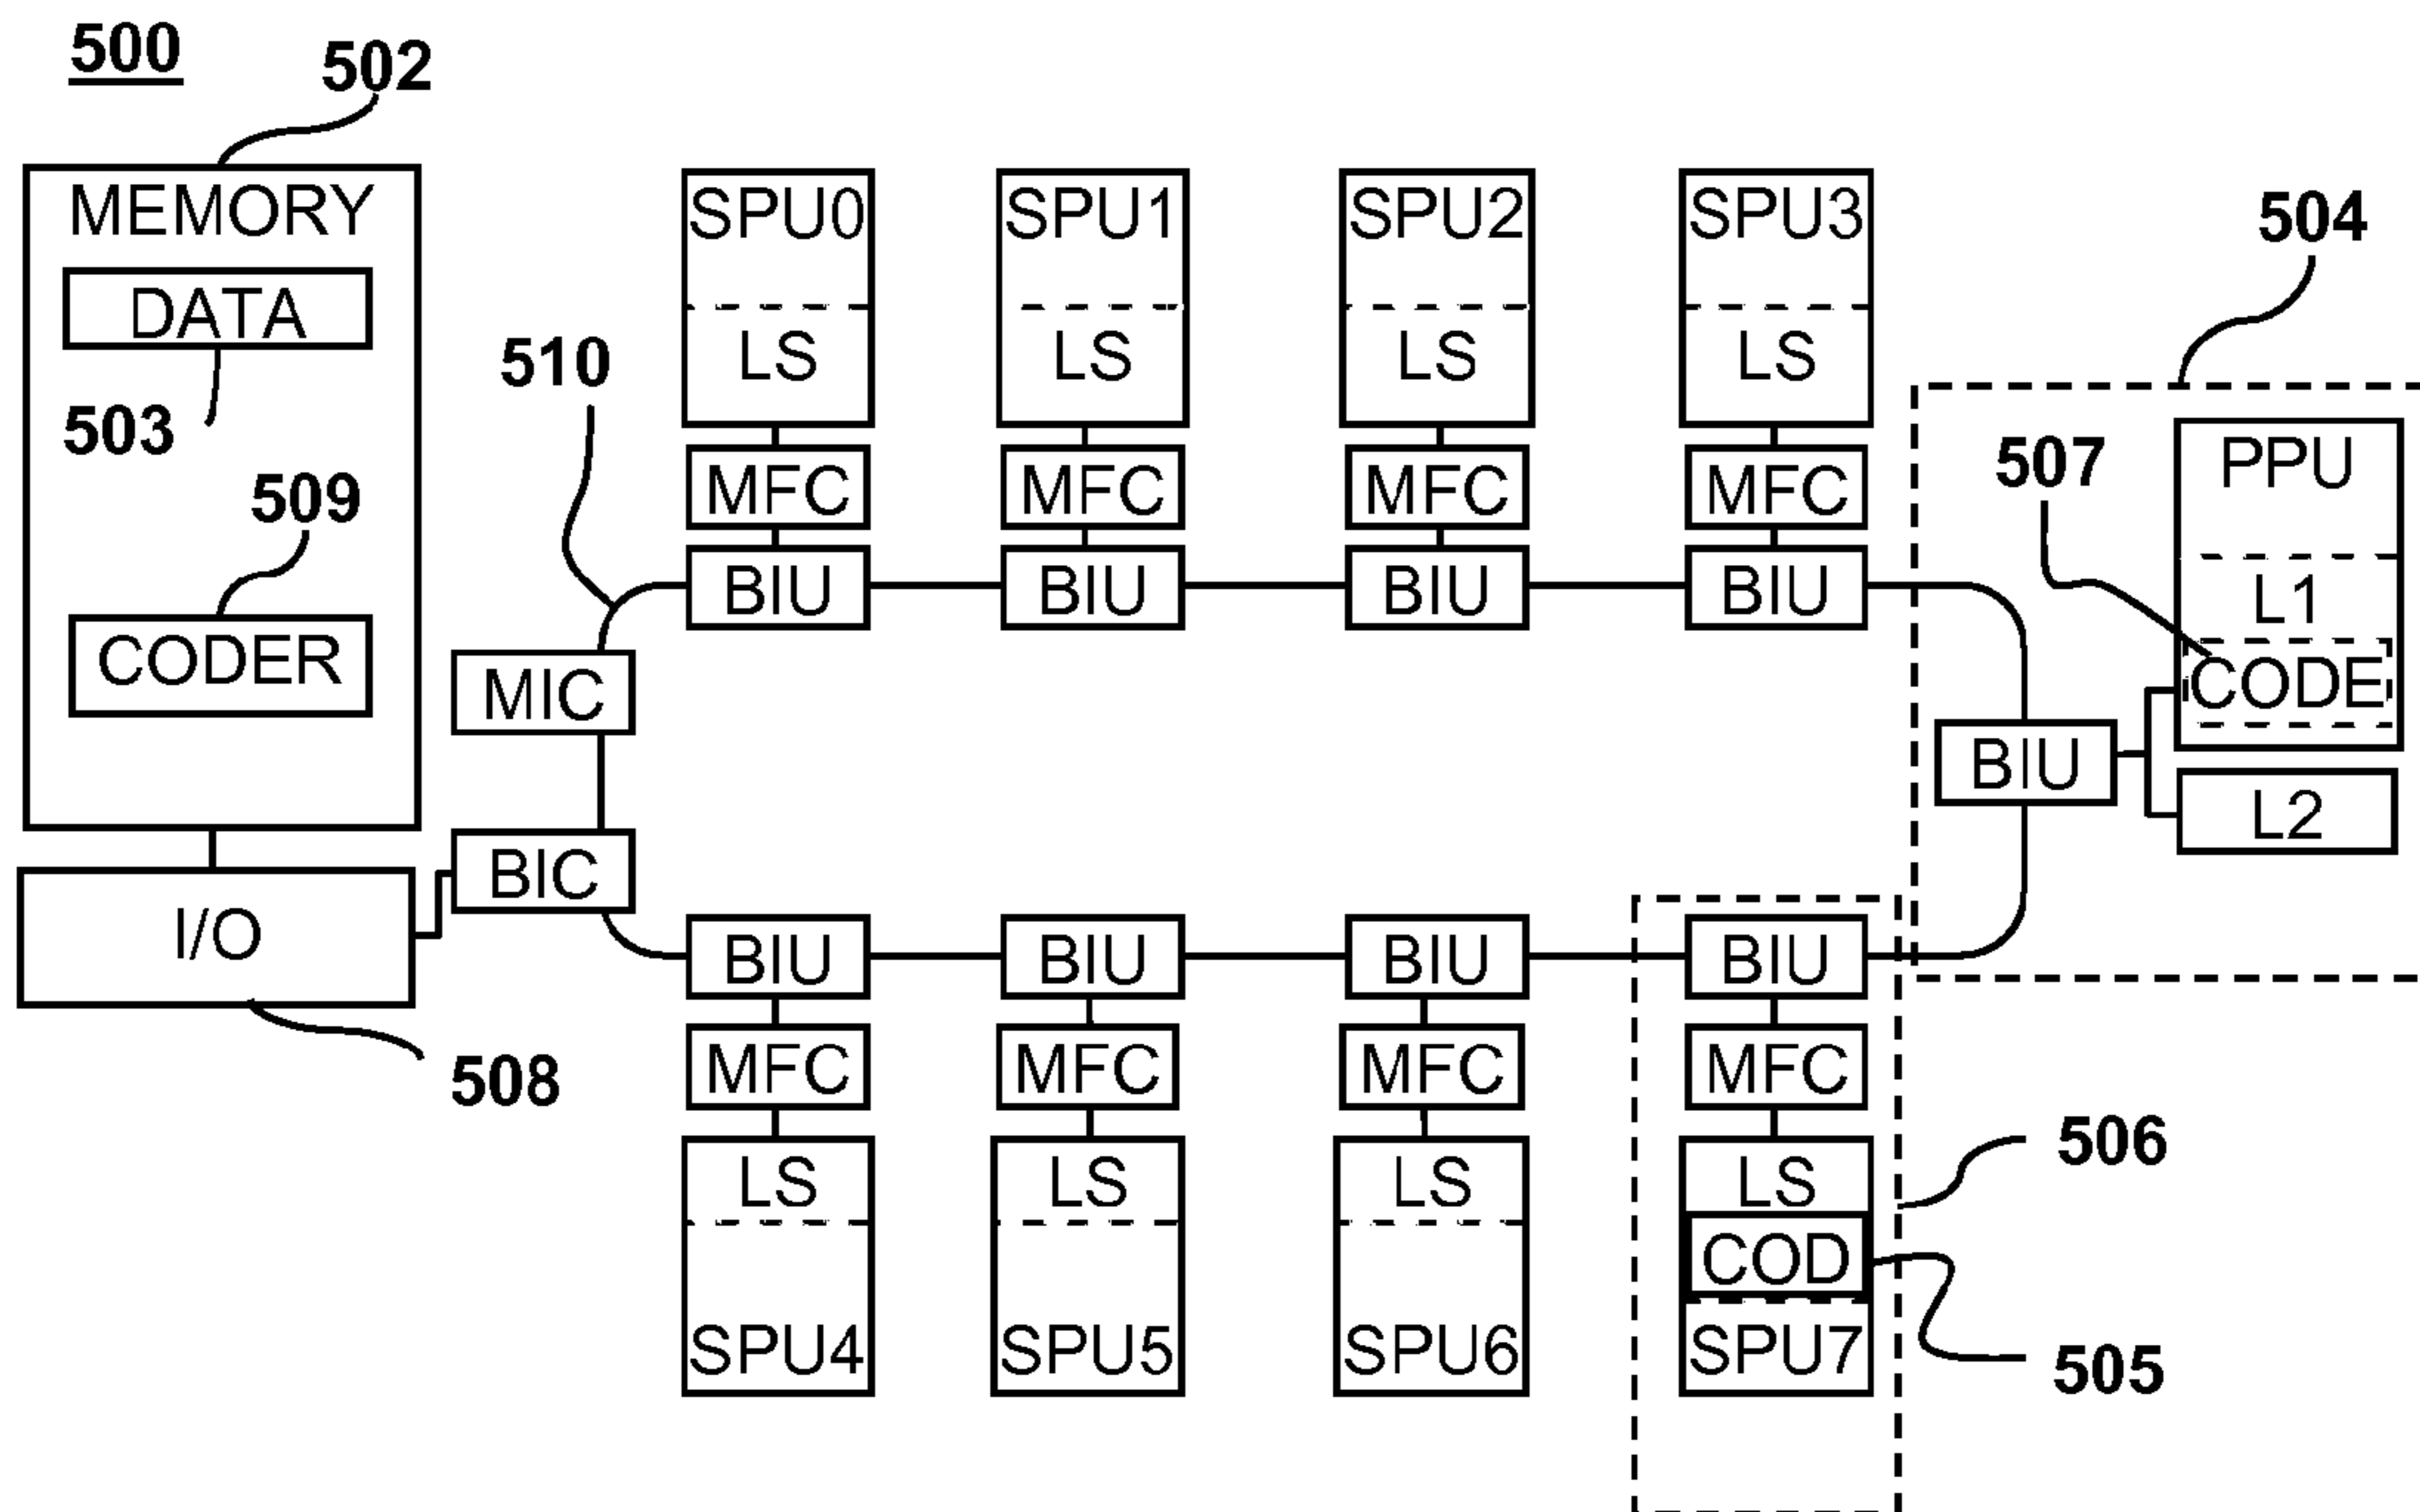 500
502
MEMORY
DATA
503
509
CODER
I/O
508
510
MIC
BIC
SPU0 SPU1 SPU2 SPU3
LS LS LS LS
MFC MFC MFC MFC
BIU BIU BIU BIU
504
507
PPU
L1
CODE
BIU
L2
BIU BIU BIU BIU
MFC MFC MFC MFC
LS LS LS LS
COD
SPU4 SPU5 SPU6 SPU7
506
505